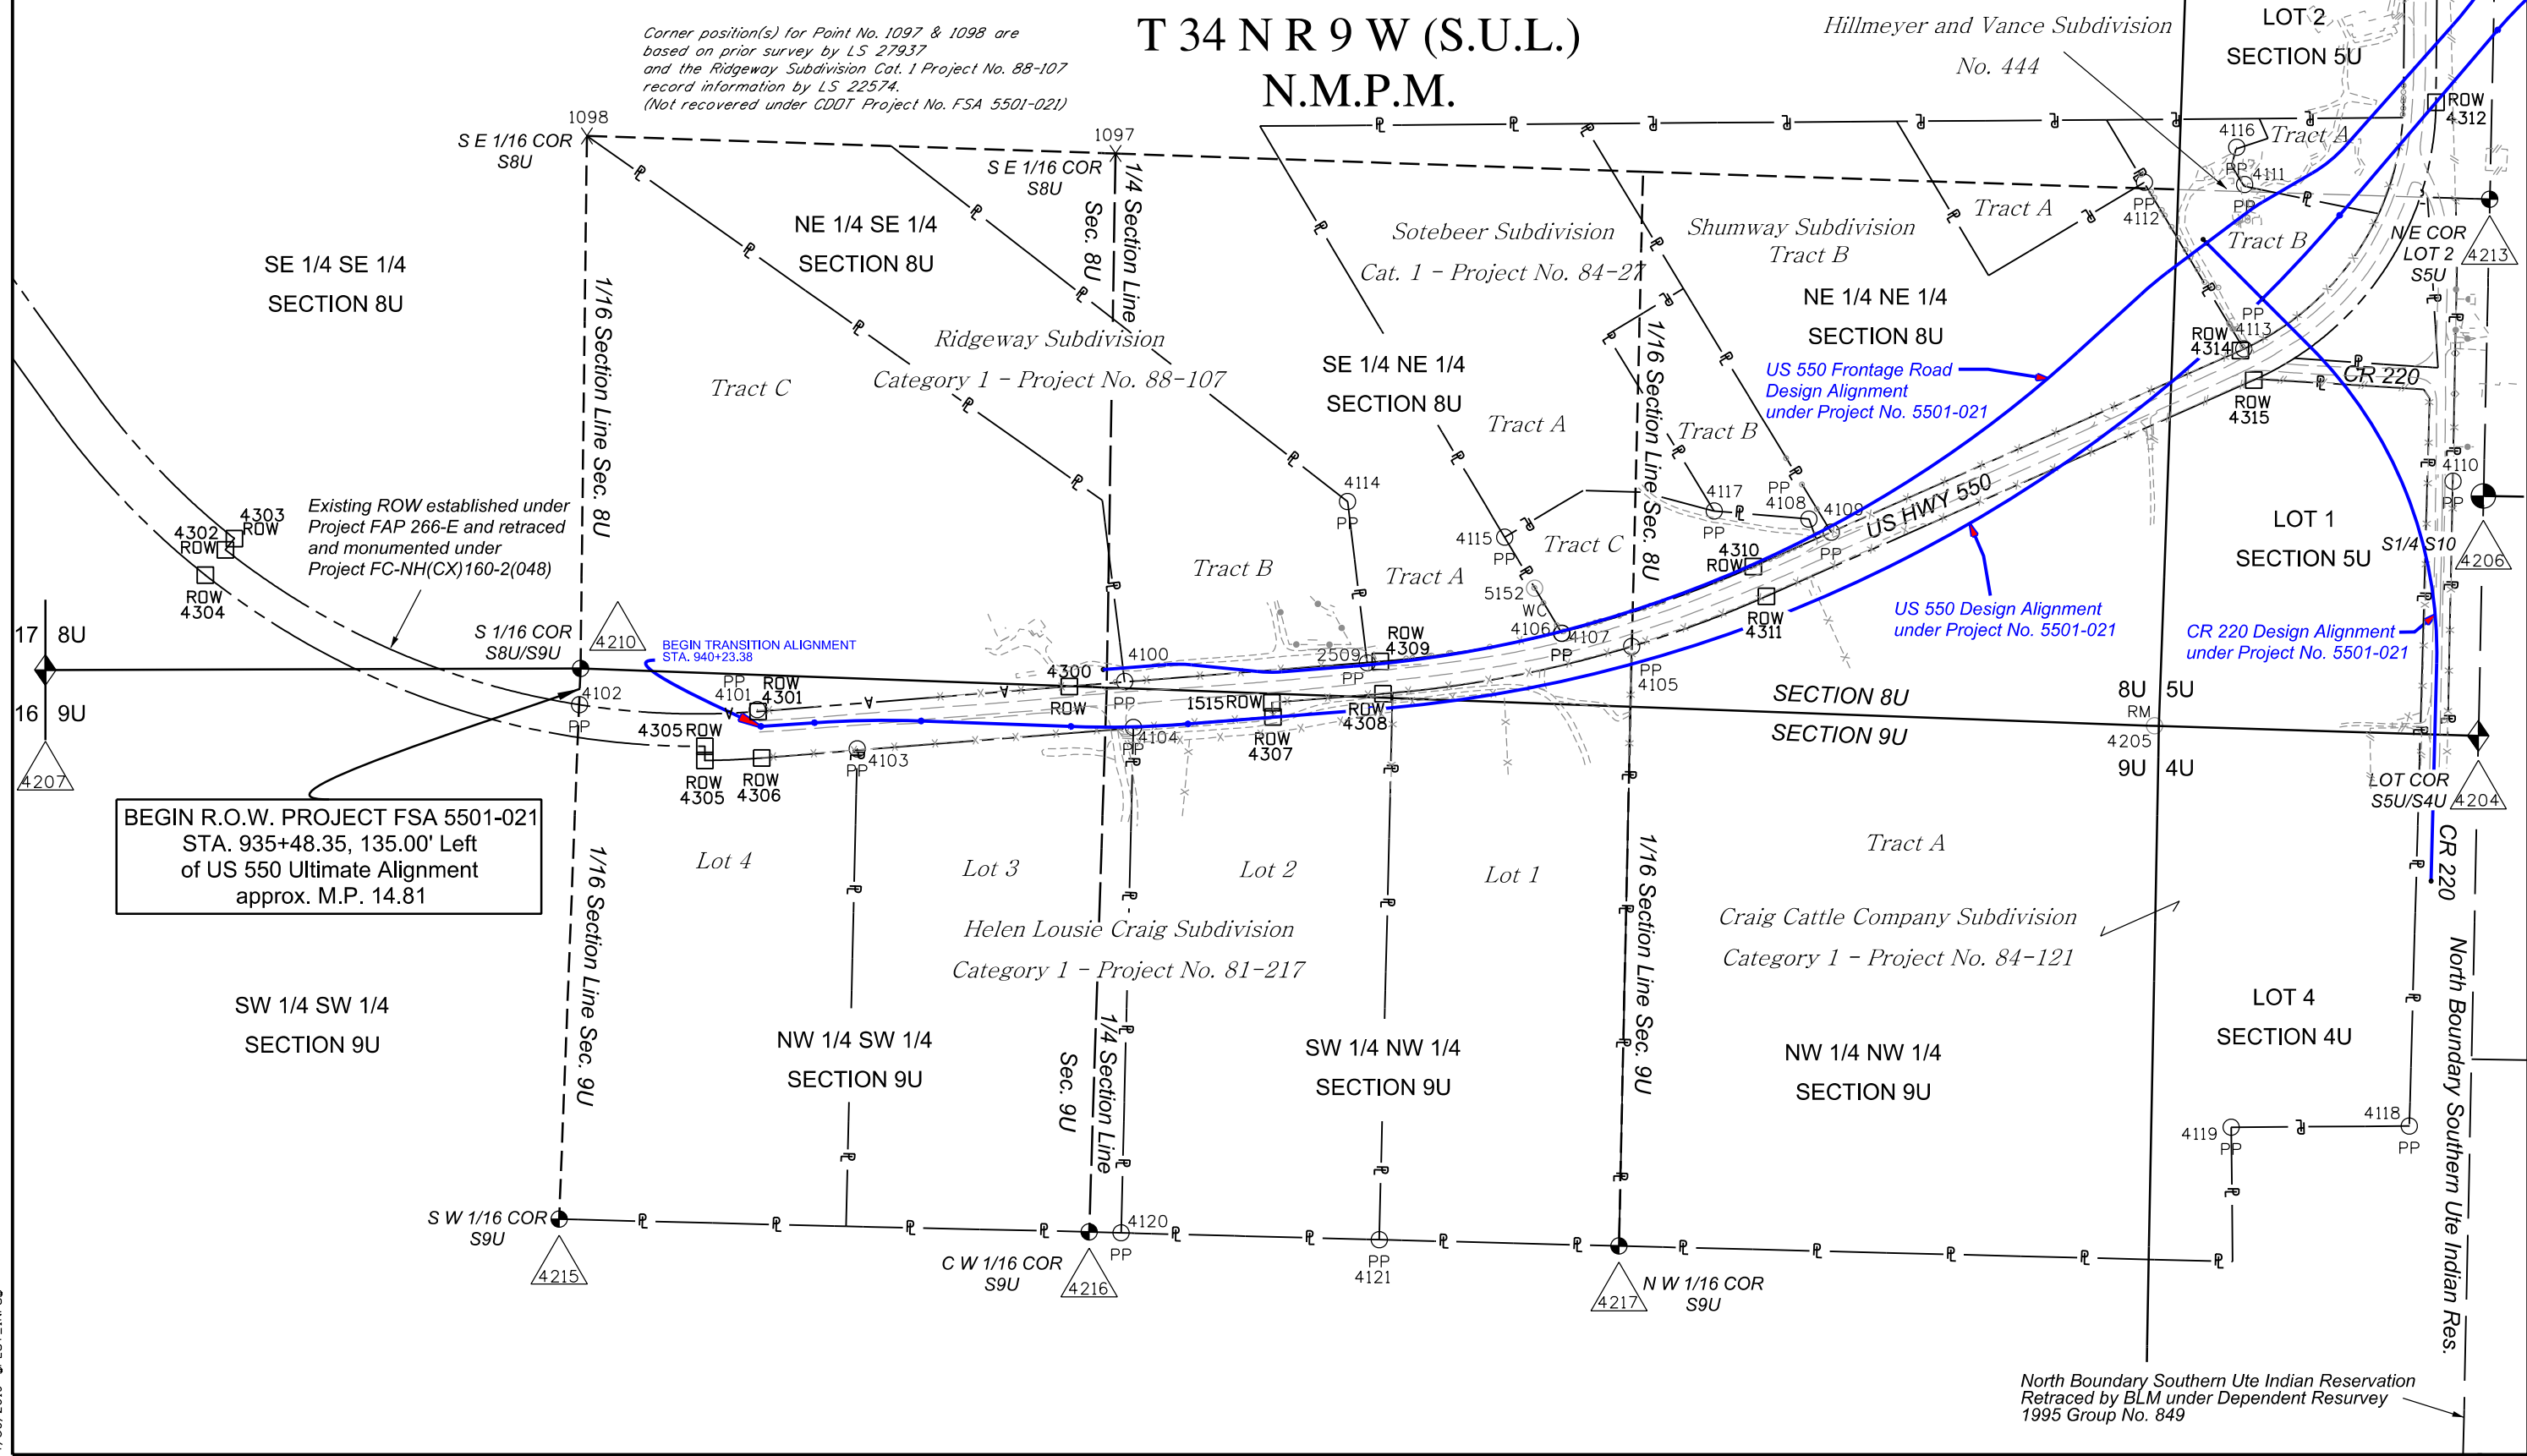 T 34 N R 9 W (S.U.L.)
N.M.P.M.
Corner position(s) for Point No. 1097 & 1098 are
based on prior survey by LS 27937
and the Ridgeway Subdivision Cat. 1 Project No. 88-107
record information by LS 22574.
(Not recovered under CDOT Project No. FSA 5501-021)
Hillmeyer and Vance Subdivision
No. 444
LOT 2
SECTION 5U
ROW
4312
1098
S E 1/16 COR
S8U
1097
S E 1/16 COR
S8U
4116
Tract A
PP
4111
PP
4112
PP
Tract A
Tract B
N E COR
LOT 2
S5U
4213
SE 1/4 SE 1/4
SECTION 8U
NE 1/4 SE 1/4
SECTION 8U
1/4 Section Line
Sec. 8U
Sotebeer Subdivision
Cat. 1 - Project No. 84-27
Shumway Subdivision
Tract B
NE 1/4 NE 1/4
SECTION 8U
1/16 Section Line Sec. 8U
1/16 Section Line Sec. 8U
Ridgeway Subdivision
Category 1 - Project No. 88-107
Tract C
SE 1/4 NE 1/4
SECTION 8U
US 550 Frontage Road
Design Alignment
under Project No. 5501-021
PP
4113
ROW
4314
CR 220
ROW
4315
Tract A
Tract B
4110
PP
4114
PP
4117
PP
PP
4108
4109
PP
US HWY 550
LOT 1
SECTION 5U
S1/4 S10
4206
4303
ROW
4302
ROW
ROW
4304
Existing ROW established under
Project FAP 266-E and retraced
and monumented under
Project FC-NH(CX)160-2(048)
4115
PP
Tract C
Tract B
Tract A
4310
ROW
ROW
4311
5152
WC
4106
4107
PP
US 550 Design Alignment
under Project No. 5501-021
CR 220 Design Alignment
under Project No. 5501-021
17 8U
16 9U
4207
S 1/16 COR
S8U/S9U
4210
BEGIN TRANSITION ALIGNMENT
STA. 940+23.38
4102
PP
PP
4101
ROW
4301
4300
ROW
4100
PP
2509
PP
ROW
4309
1515 ROW
ROW
4307
ROW
4308
PP
4105
SECTION 8U
SECTION 9U
8U 5U
RM
4205
9U 4U
4305 ROW
ROW
4305
ROW
4306
4103
PP
4104
PP
LOT COR
S5U/S4U
4204
BEGIN R.O.W. PROJECT FSA 5501-021
STA. 935+48.35, 135.00' Left
of US 550 Ultimate Alignment
approx. M.P. 14.81
1/16 Section Line Sec. 9U
Lot 4
Lot 3
Lot 2
Lot 1
1/16 Section Line Sec. 9U
Tract A
CR 220
Helen Lousie Craig Subdivision
Category 1 - Project No. 81-217
Craig Cattle Company Subdivision
Category 1 - Project No. 84-121
SW 1/4 SW 1/4
SECTION 9U
NW 1/4 SW 1/4
SECTION 9U
1/4 Section Line
Sec. 9U
SW 1/4 NW 1/4
SECTION 9U
NW 1/4 NW 1/4
SECTION 9U
LOT 4
SECTION 4U
North Boundary Southern Ute Indian Res.
4118
PP
4119
PP
S W 1/16 COR
S9U
4215
C W 1/16 COR
S9U
4216
4120
PP
PP
4121
4217
N W 1/16 COR
S9U
North Boundary Southern Ute Indian Reservation
Retraced by BLM under Dependent Resurvey
1995 Group No. 849